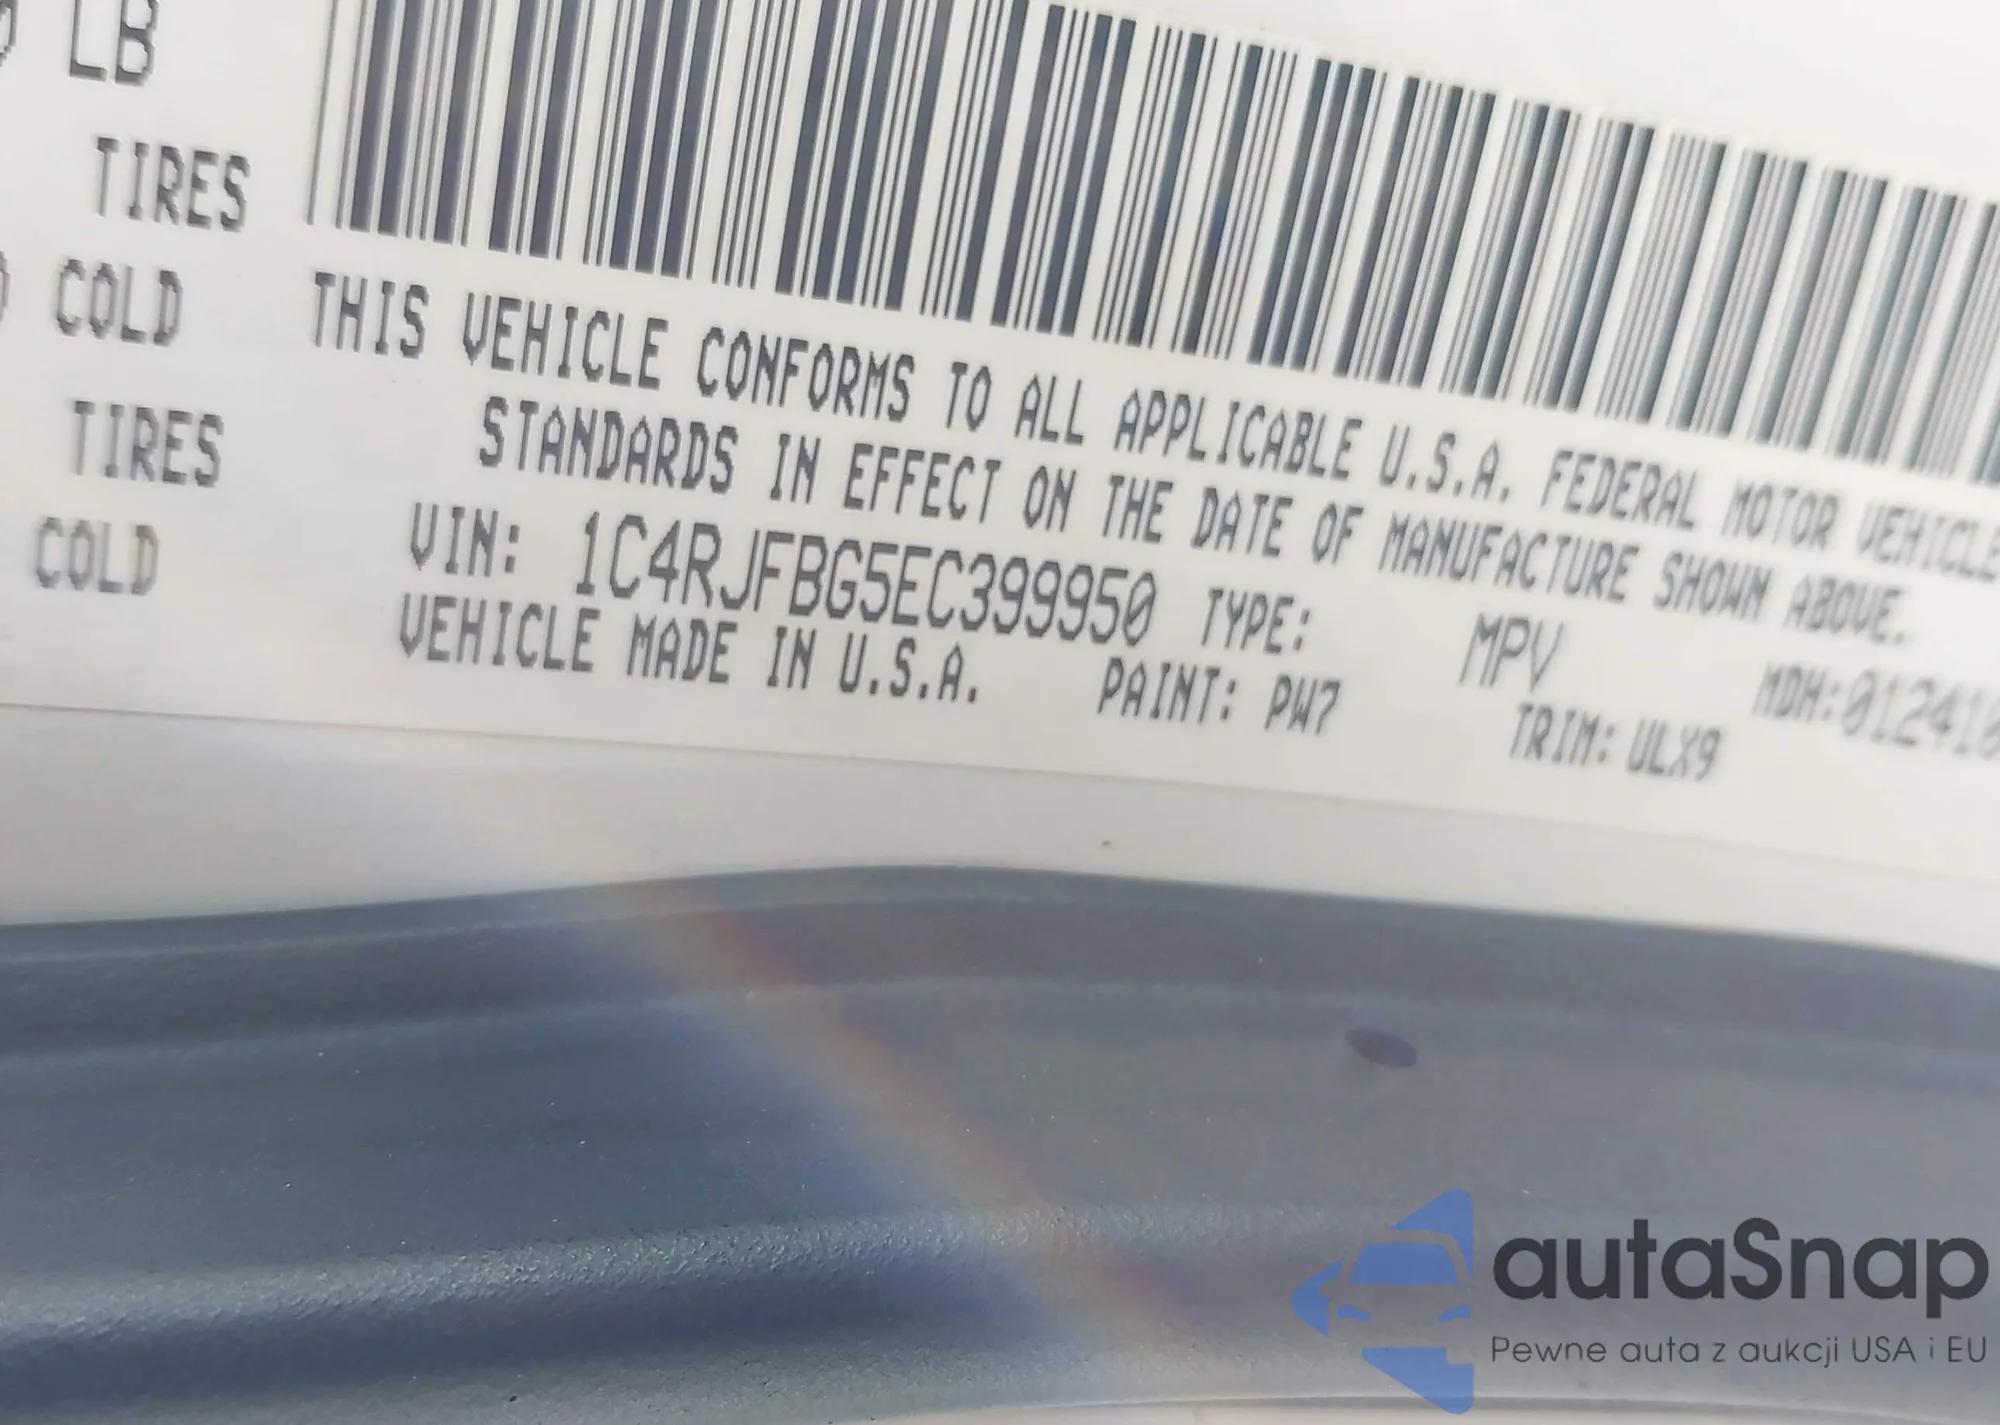 LB
TIRES
COLD
TIRES
COLD
THIS VEHICLE CONFORMS TO ALL APPLICABLE U.S.A. FEDERAL MOTOR VEHICLE
STANDARDS IN EFFECT ON THE DATE OF MANUFACTURE SHOWN ABOVE.
VIN: 1C4RJFBG5EC399950 TYPE: MPV MDH:012410
VEHICLE MADE IN U.S.A. PAINT: PW7 TRIM: ULX9
autaSnap
Pewne auta z aukcji USA i EU